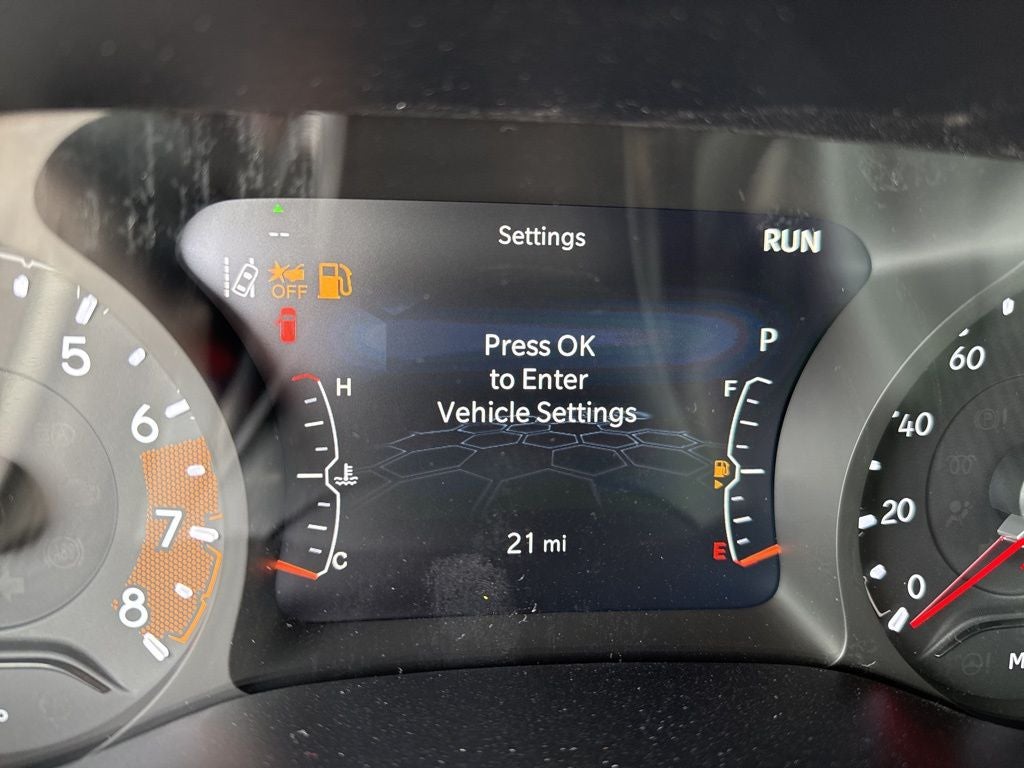 --
Settings
RUN
OFF
Press OK
to Enter
Vehicle Settings
P
H
F
C
E
21 mi
5
6
7
8
60
40
20
0
M